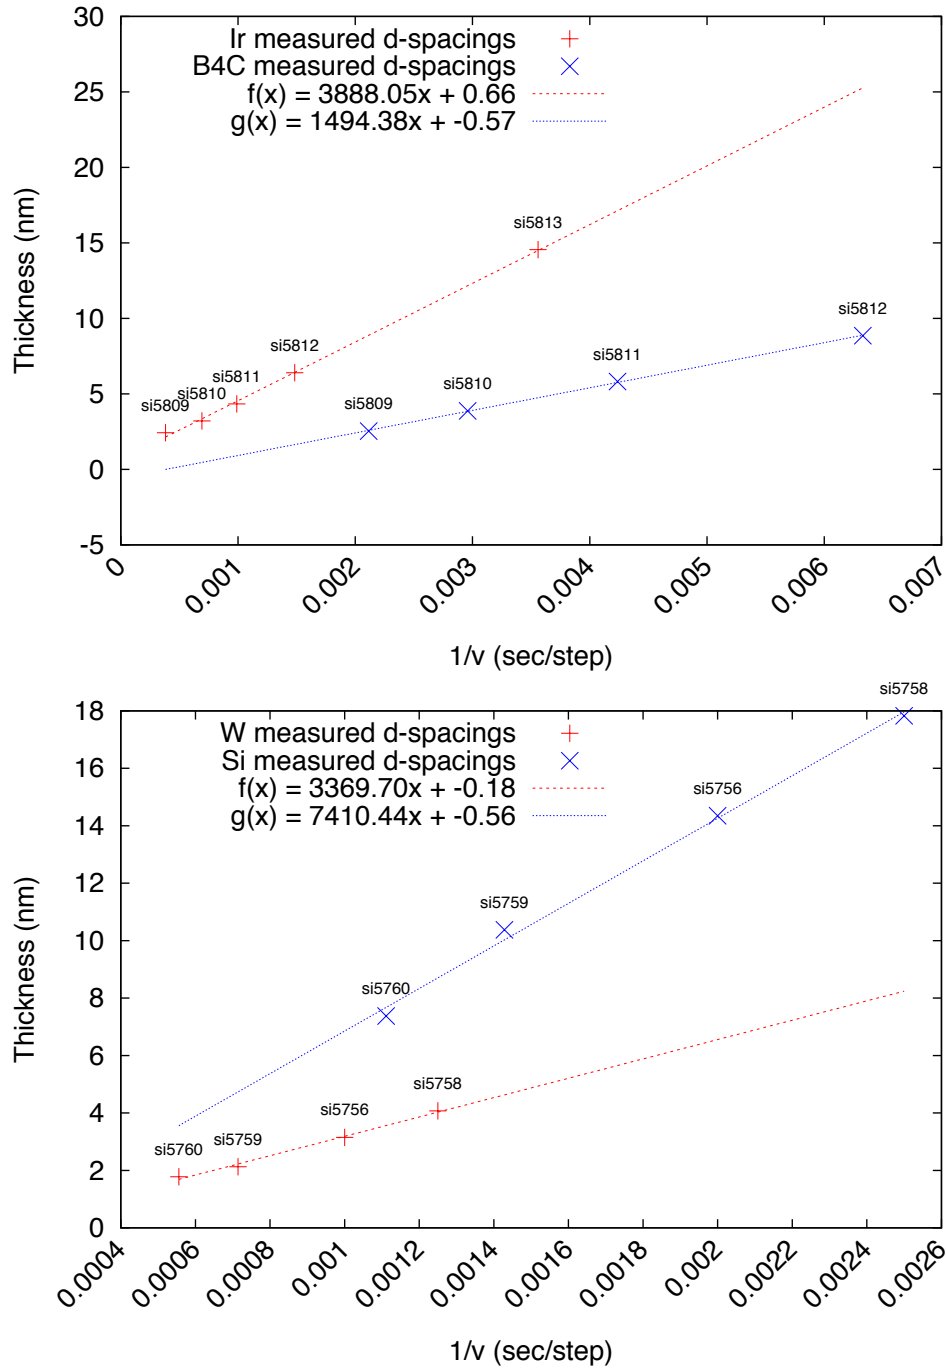 30
25
20
15
10
5
0
-5
Thickness (nm)
Ir measured d-spacings
B4C measured d-spacings
f(x) = 3888.05x + 0.66
g(x) = 1494.38x + -0.57
si5813
si5812
si5812
si5811
si5811
si5810
si5810
si5809
si5809
0
0.001
0.002
0.003
0.004
0.005
0.006
0.007
1/v (sec/step)
si5758
18
16
14
12
10
8
6
4
2
0
Thickness (nm)
W measured d-spacings
Si measured d-spacings
f(x) = 3369.70x + -0.18
g(x) = 7410.44x + -0.56
si5756
si5759
si5760
si5758
si5756
si5759
si5760
0.0004
0.0006
0.0008
0.001
0.0012
0.0014
0.0016
0.0018
0.002
0.0022
0.0024
0.0026
1/v (sec/step)